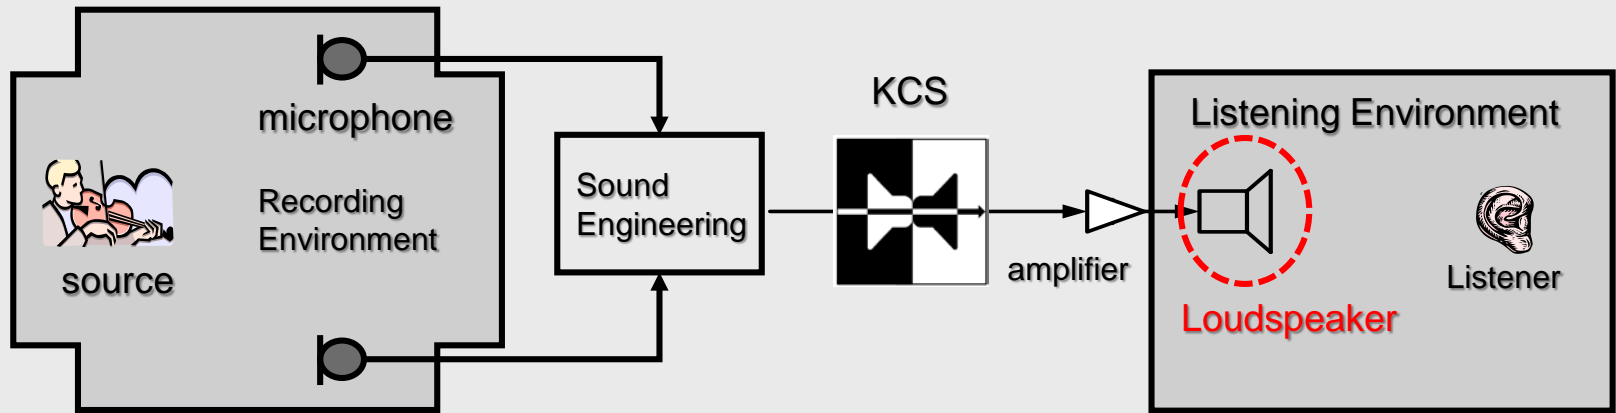 microphone
Recording
Environment
source
Sound
Engineering
KCS
amplifier
Listening Environment
Loudspeaker
Listener